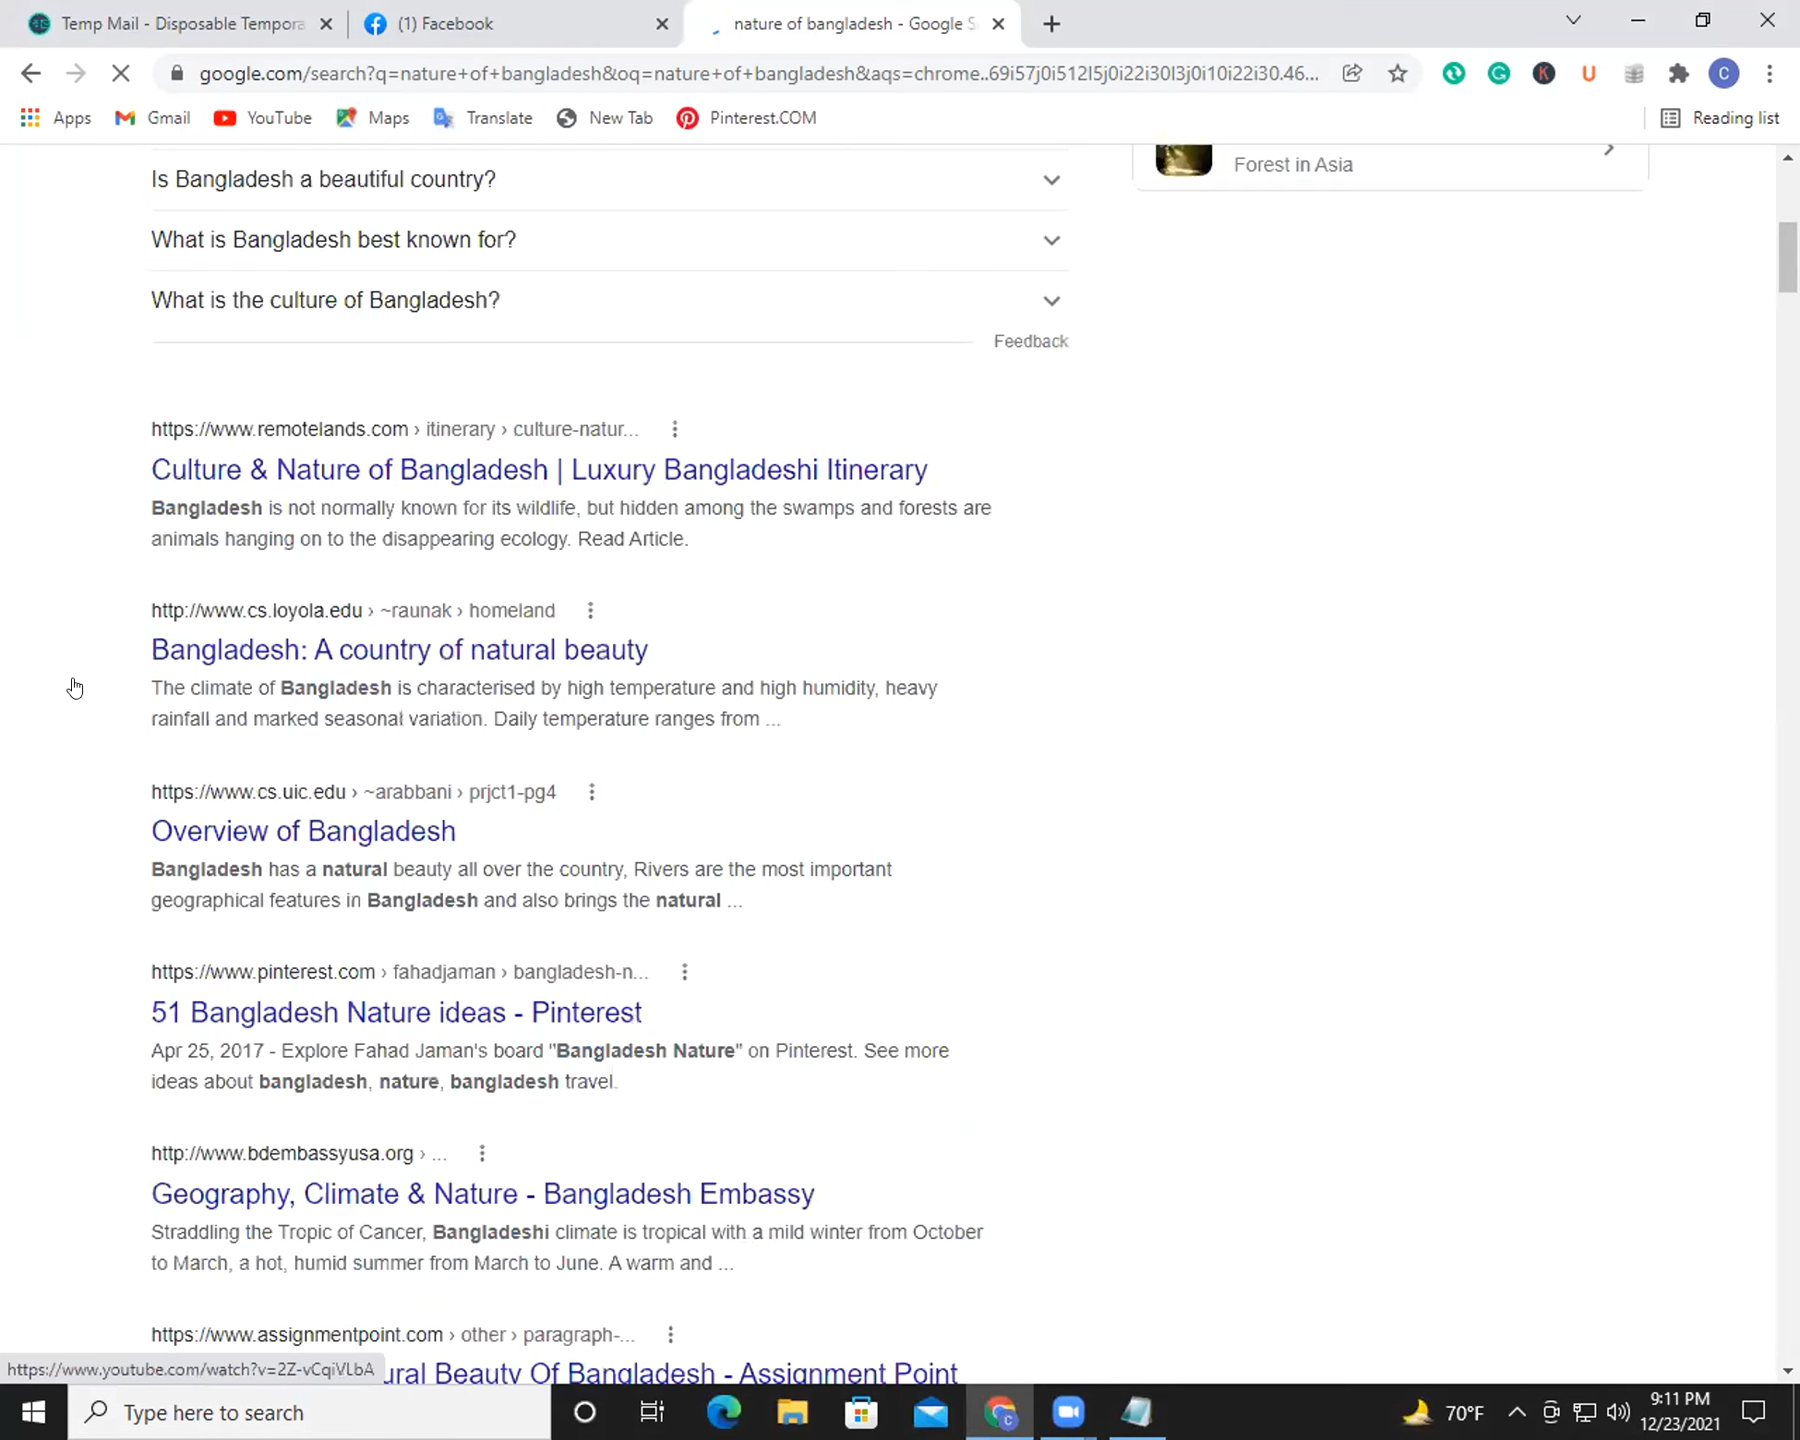 Temp Mail - Disposable Tempora
(1) Facebook
nature of bangladesh - Google S
google.com/search?q=nature+of+bangladesh&oq=nature+of+bangladesh&aqs=chrome..69i57j0i512l5j0i22i30l3j0i10i22i30.46...
C
Apps
Gmail
YouTube
Maps
Translate
New Tab
Pinterest.COM
Reading list
Is Bangladesh a beautiful country?
Forest in Asia
What is Bangladesh best known for?
What is the culture of Bangladesh?
Feedback
https://www.remotelands.com › itinerary › culture-natur...
Culture & Nature of Bangladesh | Luxury Bangladeshi Itinerary
Bangladesh is not normally known for its wildlife, but hidden among the swamps and forests are
animals hanging on to the disappearing ecology. Read Article.
http://www.cs.loyola.edu › ~raunak › homeland
Bangladesh: A country of natural beauty
The climate of Bangladesh is characterised by high temperature and high humidity, heavy
rainfall and marked seasonal variation. Daily temperature ranges from ...
https://www.cs.uic.edu › ~arabbani › prjct1-pg4
Overview of Bangladesh
Bangladesh has a natural beauty all over the country, Rivers are the most important
geographical features in Bangladesh and also brings the natural ...
https://www.pinterest.com › fahadjaman › bangladesh-n...
51 Bangladesh Nature ideas - Pinterest
Apr 25, 2017 - Explore Fahad Jaman's board "Bangladesh Nature" on Pinterest. See more
ideas about bangladesh, nature, bangladesh travel.
http://www.bdembassyusa.org › ...
Geography, Climate & Nature - Bangladesh Embassy
Straddling the Tropic of Cancer, Bangladeshi climate is tropical with a mild winter from October
to March, a hot, humid summer from March to June. A warm and ...
https://www.assignmentpoint.com › other › paragraph-...
ural Beauty Of Bangladesh - Assignment Point
https://www.youtube.com/watch?v=2Z-vCqiVLbA
Type here to search
70°F
9:11 PM
12/23/2021